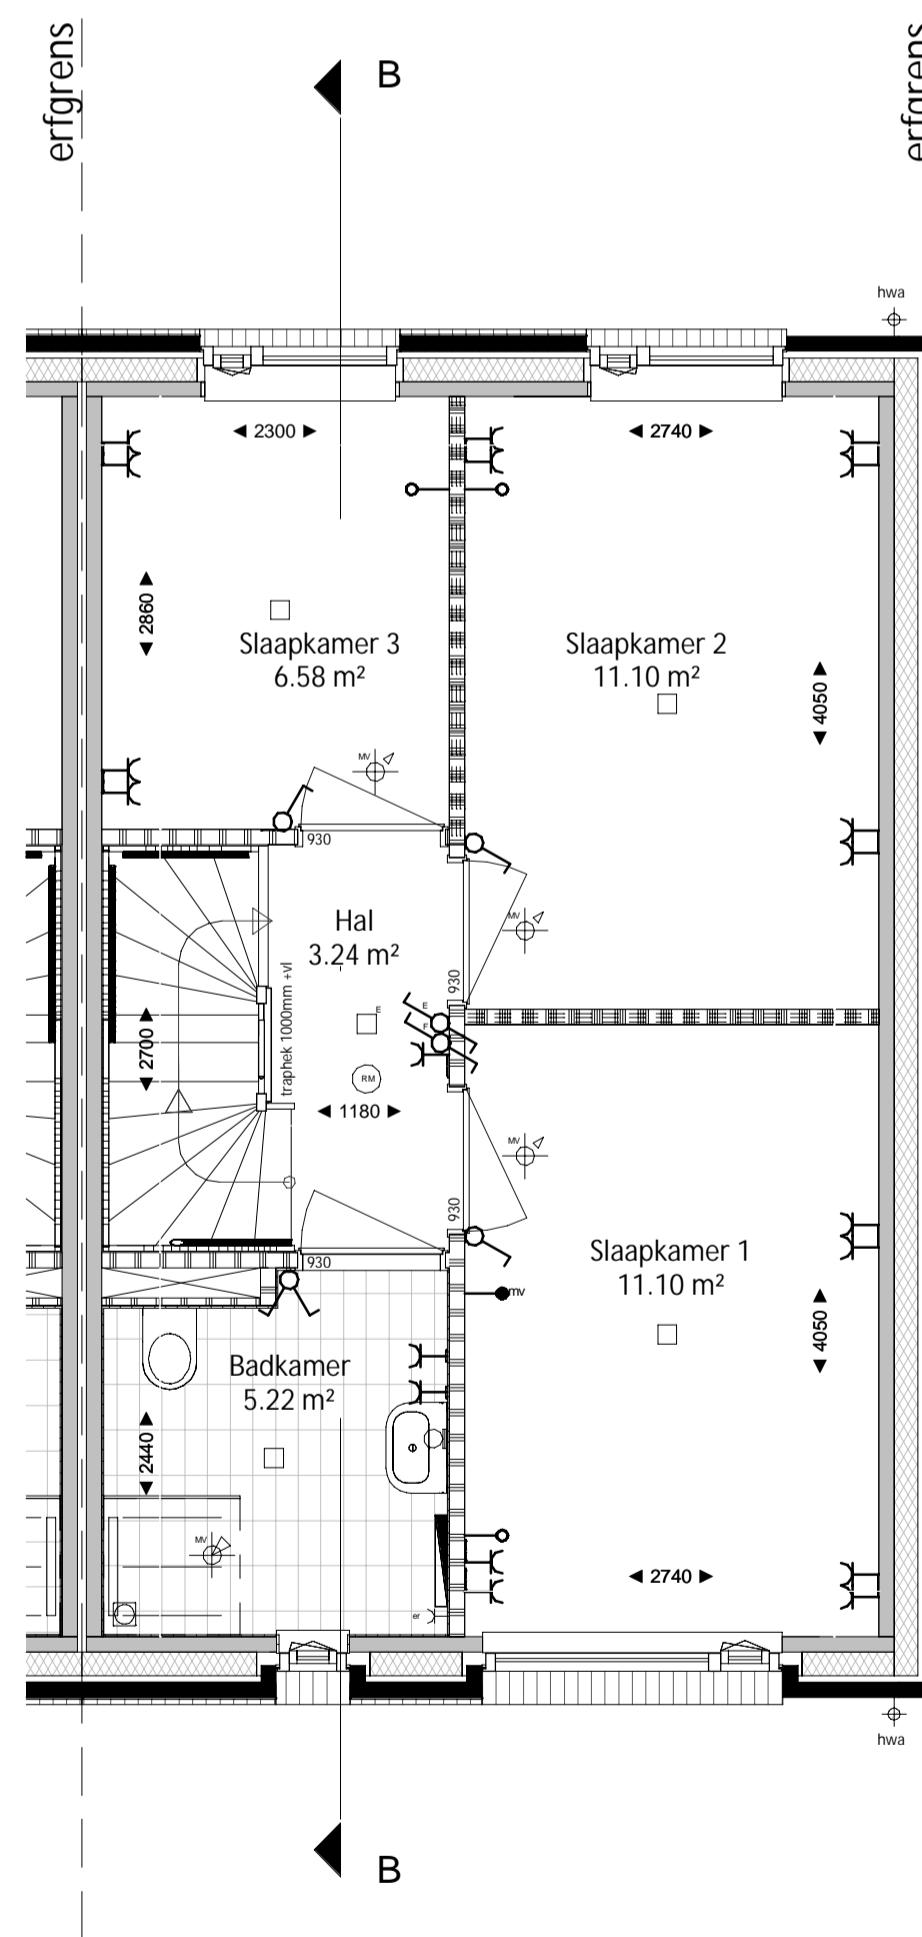 erfgrens
erfgrens
B
hwa
2300
2740
2860
Slaapkamer 3
6.58 m²
Slaapkamer 2
11.10 m²
4050
MV
930
Hal
3.24 m²
MV
930
traphek 1000mm +vl
E
E
F
2700
RM
1180
MV
930
930
Slaapkamer 1
11.10 m²
mv
4050
Badkamer
5.22 m²
2440
MV
2740
er
hwa
B